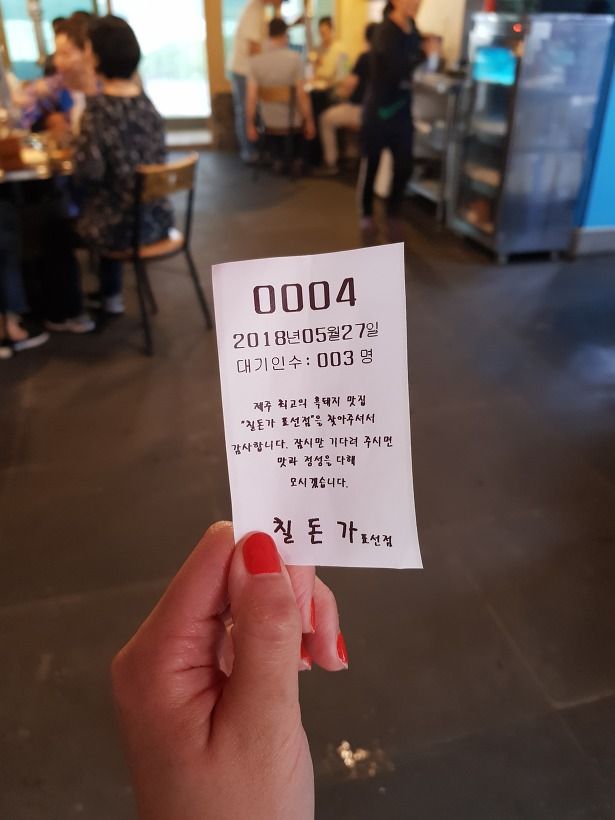 0004
2018년05월27일
대기인수: 003 명
제주 최고의 흑돼지 맛집
"칠돈가 표선점"을 찾아주셔서
감사합니다. 잠시만 기다려 주시면
맛과 정성을 다해
모시겠습니다.
칠돈가 표선점